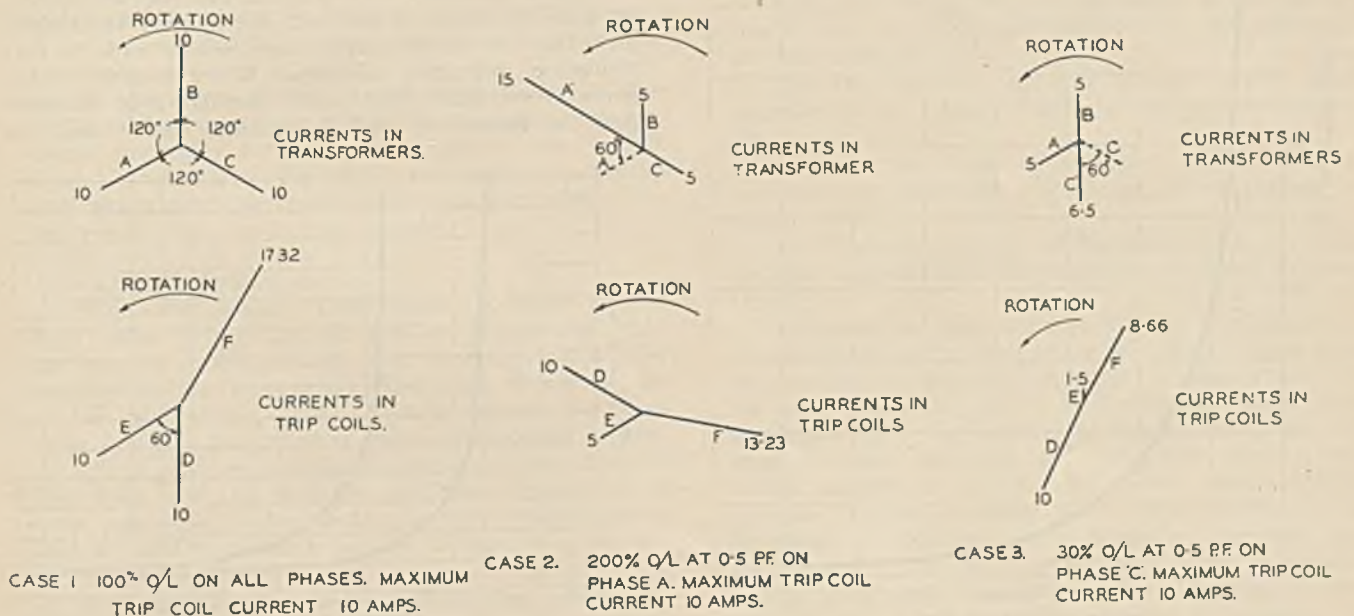 ROTATION
10
B
120° 120°
A C
120°
10 10
CURRENTS IN
TRANSFORMERS.
ROTATION
17·32
F
E
60°
D
10
10
CURRENTS IN
TRIP COILS.
CASE 1 100% O/L ON ALL PHASES. MAXIMUM
TRIP COIL CURRENT 10 AMPS.
ROTATION
15
A
5
B
60°
A
C
5
CURRENTS IN
TRANSFORMER
ROTATION
10
D
E
5
F
13·23
CURRENTS IN
TRIP COILS
CASE 2. 200% O/L AT 0·5 P.F. ON
PHASE A. MAXIMUM TRIP COIL
CURRENT 10 AMPS.
ROTATION
5
B
A C
5
C 60°
6·5
CURRENTS IN
TRANSFORMERS
ROTATION
8·66
F
1·5
E
D
10
CURRENTS IN
TRIP COILS
CASE 3. 30% O/L AT 0·5 P.F. ON
PHASE C. MAXIMUM TRIP COIL
CURRENT 10 AMPS.